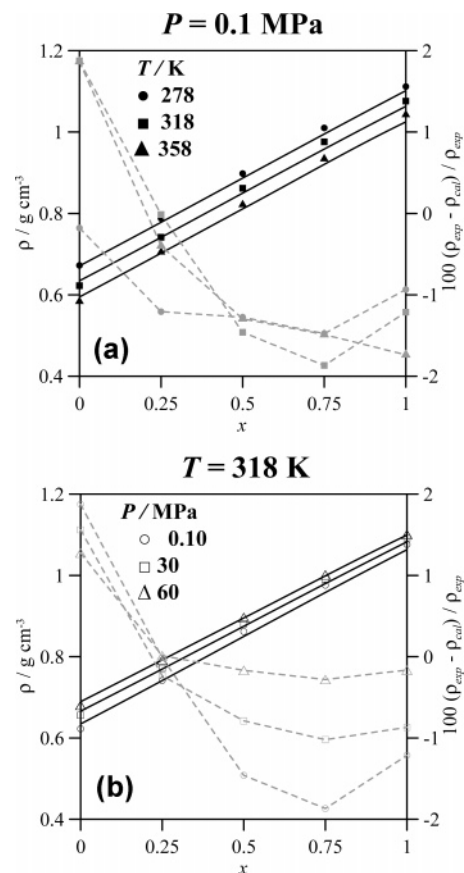 P = 0.1 MPa
T / K
278
318
358
1.2
1
0.8
0.6
0.4
ρ / g cm⁻³
2
1
0
-1
-2
100 (ρexp - ρcal) / ρexp
(a)
0 0.25 0.5 0.75 1
x
T = 318 K
P / MPa
0.10
30
60
1.2
1
0.8
0.6
0.4
ρ / g cm⁻³
2
1
0
-1
-2
100 (ρexp - ρcal) / ρexp
(b)
0 0.25 0.5 0.75 1
x